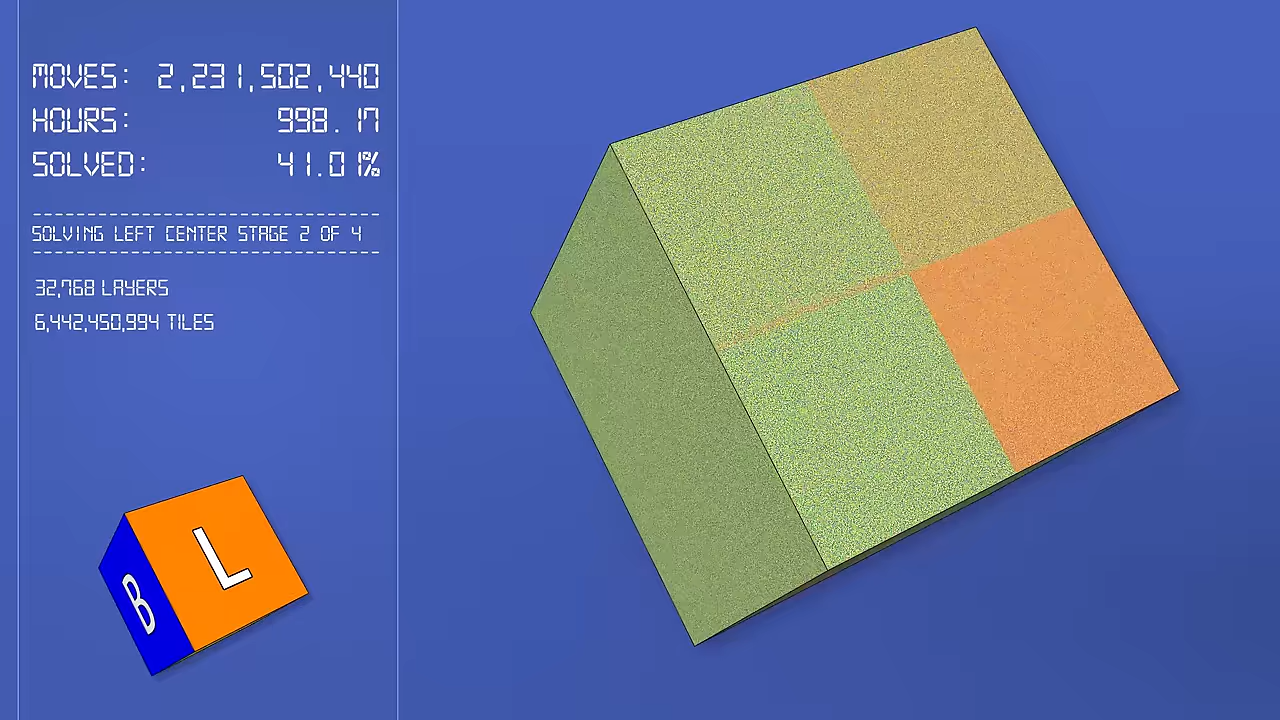 MOVES: 2,231,502,440
HOURS: 998.17
SOLVED: 41.01%
SOLVING LEFT CENTER STAGE 2 OF 4
32,768 LAYERS
6,442,450,994 TILES
L
B